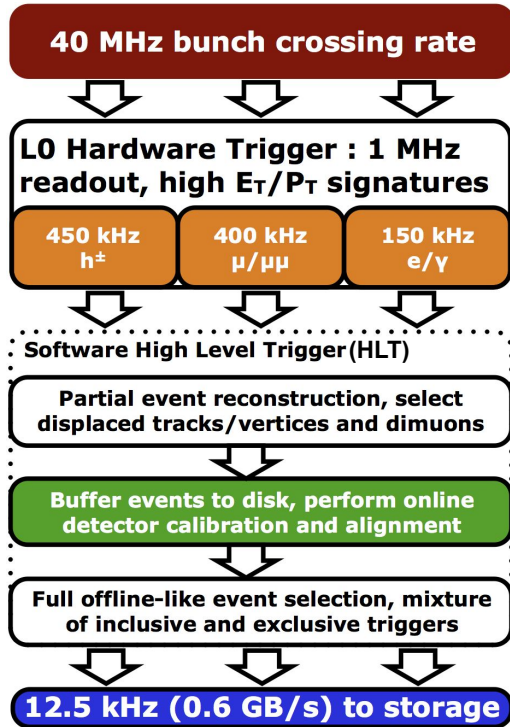 40 MHz bunch crossing rate
L0 Hardware Trigger : 1 MHz
readout, high E_T/P_T signatures
450 kHz
h±
400 kHz
μ/μμ
150 kHz
e/γ
Software High Level Trigger(HLT)
Partial event reconstruction, select
displaced tracks/vertices and dimuons
Buffer events to disk, perform online
detector calibration and alignment
Full offline-like event selection, mixture
of inclusive and exclusive triggers
12.5 kHz (0.6 GB/s) to storage